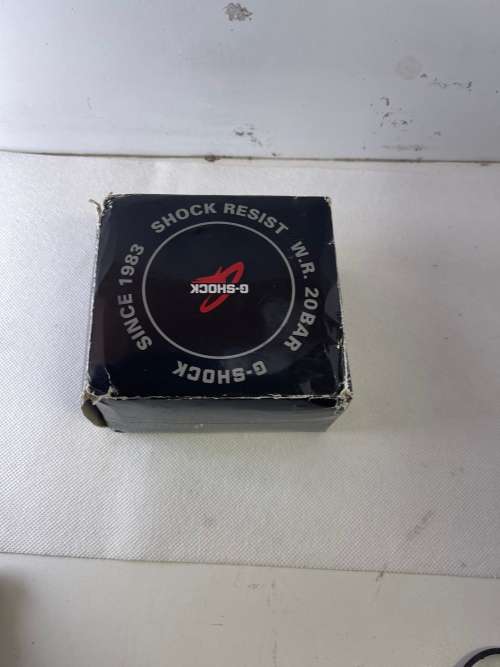 SHOCK RESIST
W.R. 20BAR
G-SHOCK
SINCE 1983
G-SHOCK